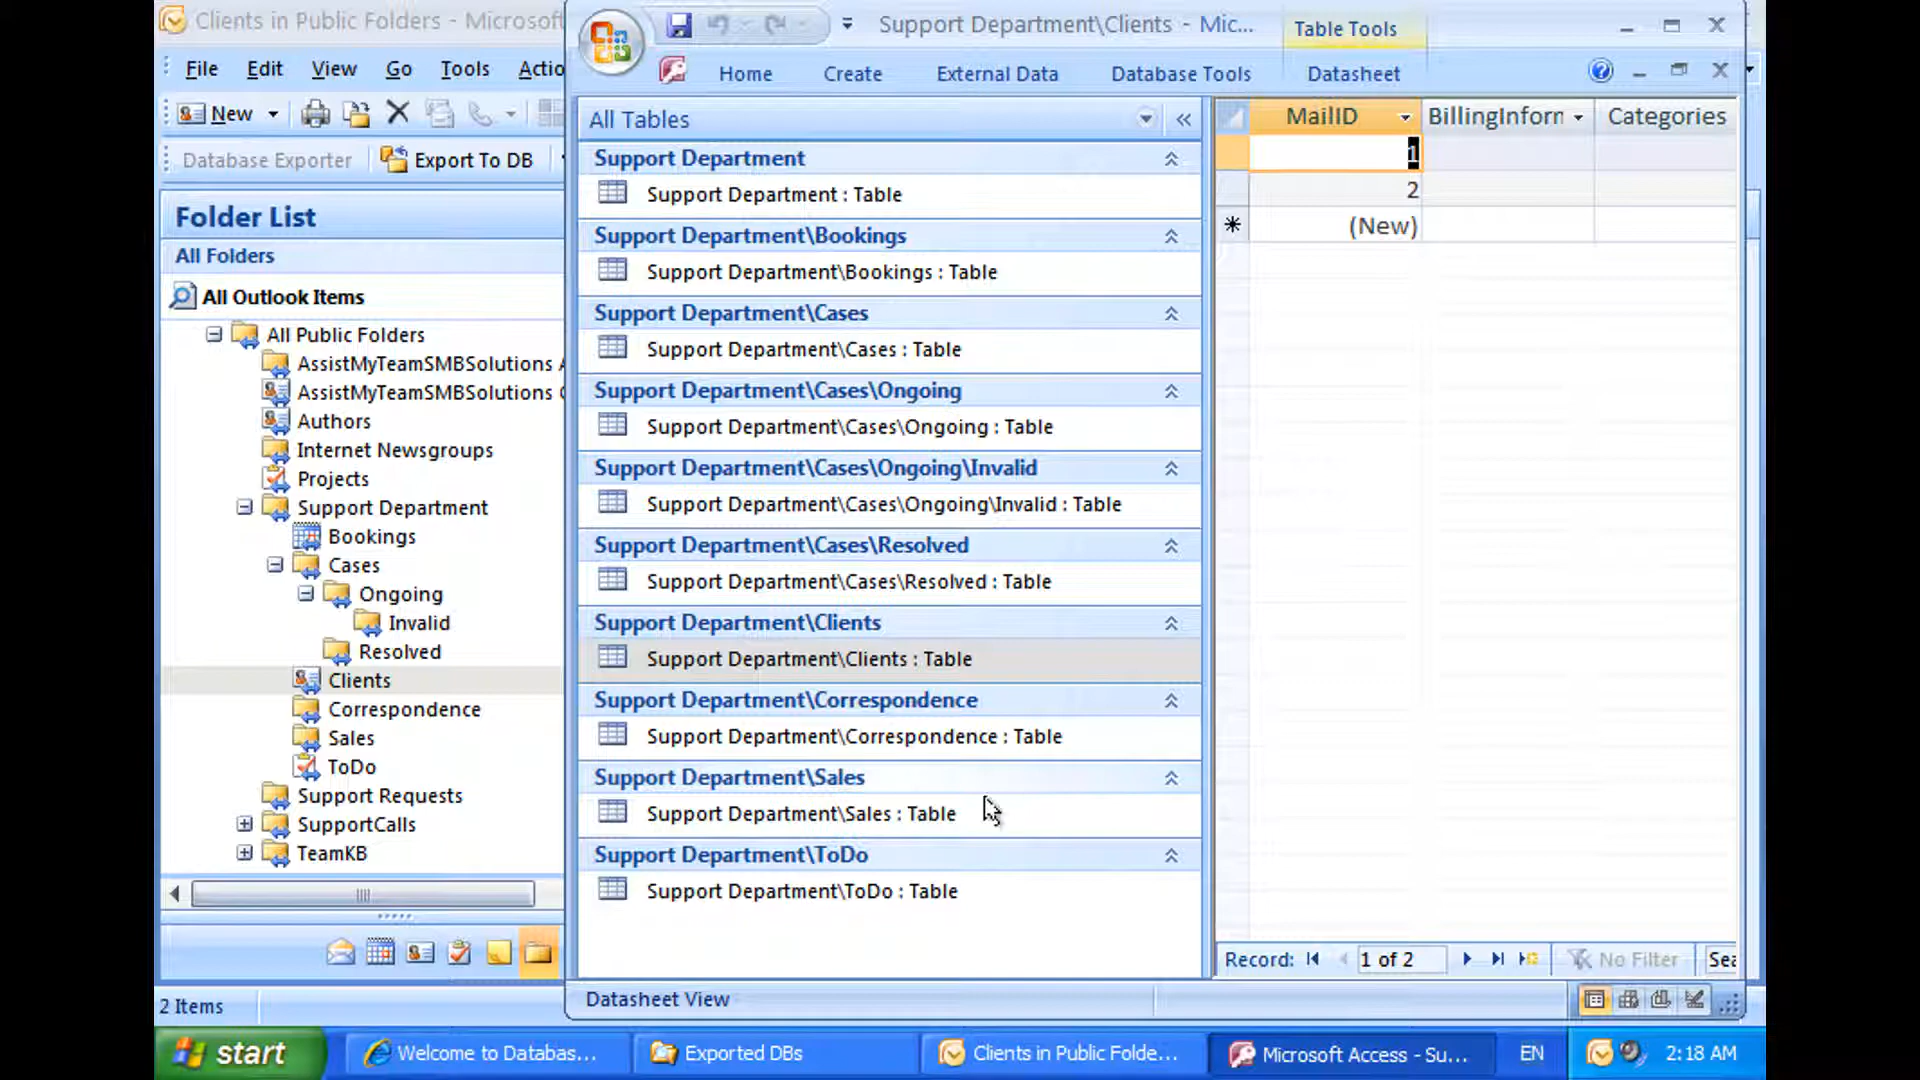 Clients in Public Folders - Microsoft
File Edit View Go Tools Actio
New
Database Exporter Export To DB
Folder List
All Folders
All Outlook Items
All Public Folders
AssistMyTeamSMBSolutions A
AssistMyTeamSMBSolutions C
Authors
Internet Newsgroups
Projects
Support Department
Bookings
Cases
Ongoing
Invalid
Resolved
Clients
Correspondence
Sales
ToDo
Support Requests
SupportCalls
TeamKB
2 Items
Support Department\Clients - Mic...
Table Tools
Home Create External Data Database Tools Datasheet
All Tables
Support Department
Support Department : Table
Support Department\Bookings
Support Department\Bookings : Table
Support Department\Cases
Support Department\Cases : Table
Support Department\Cases\Ongoing
Support Department\Cases\Ongoing : Table
Support Department\Cases\Ongoing\Invalid
Support Department\Cases\Ongoing\Invalid : Table
Support Department\Cases\Resolved
Support Department\Cases\Resolved : Table
Support Department\Clients
Support Department\Clients : Table
Support Department\Correspondence
Support Department\Correspondence : Table
Support Department\Sales
Support Department\Sales : Table
Support Department\ToDo
Support Department\ToDo : Table
MailID BillingInforn Categories
1
2
* (New)
Record: 1 of 2 No Filter Sea
Datasheet View
start Welcome to Databas... Exported DBs Clients in Public Folde... Microsoft Access - Su... EN 2:18 AM